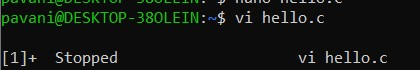 pavani@DESKTOP-38OLEIN:~$ nano hello.c
pavani@DESKTOP-38OLEIN:~$ vi hello.c
[1]+  Stopped                 vi hello.c